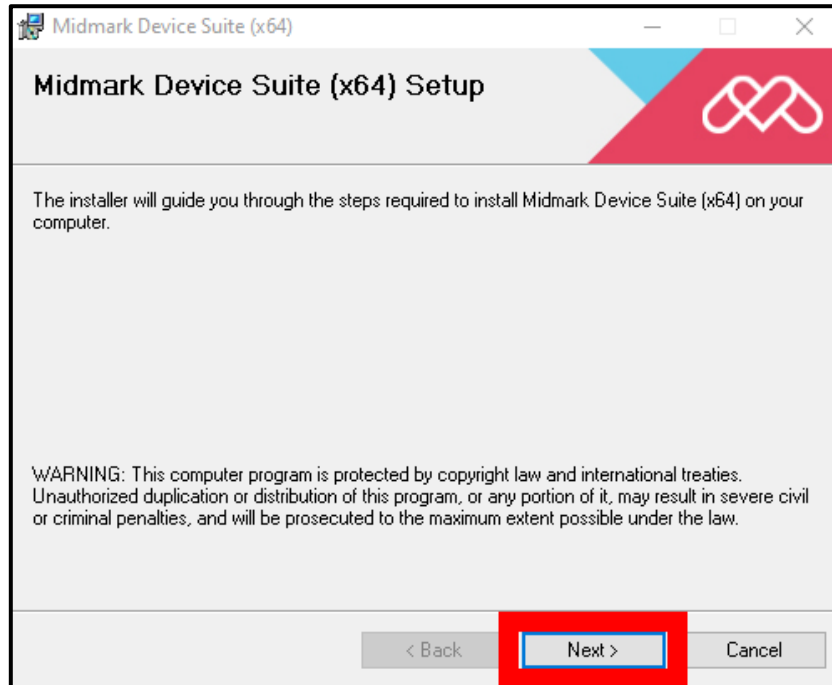 Midmark Device Suite (x64)
Midmark Device Suite (x64) Setup
The installer will guide you through the steps required to install Midmark Device Suite (x64) on your
computer.
WARNING: This computer program is protected by copyright law and international treaties.
Unauthorized duplication or distribution of this program, or any portion of it, may result in severe civil
or criminal penalties, and will be prosecuted to the maximum extent possible under the law.
< Back
Next >
Cancel